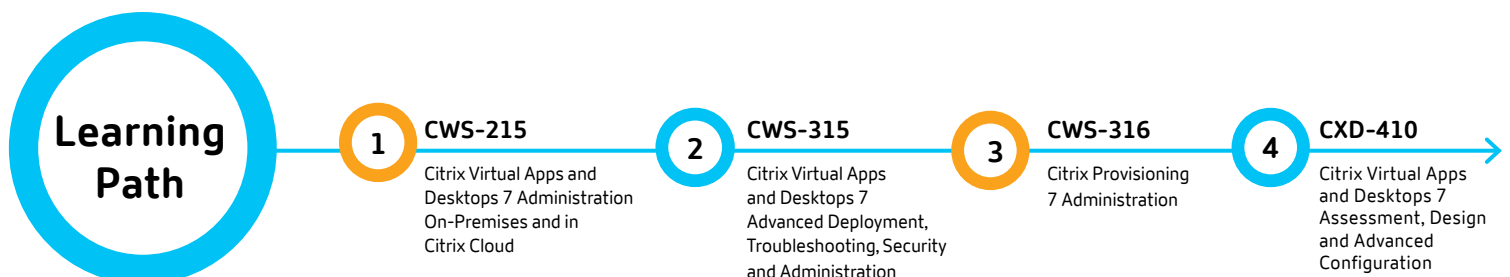 Learning
Path
1
CWS-215
Citrix Virtual Apps and
Desktops 7 Administration
On-Premises and in
Citrix Cloud
2
CWS-315
Citrix Virtual Apps
and Desktops 7
Advanced Deployment,
Troubleshooting, Security
and Administration
3
CWS-316
Citrix Provisioning
7 Administration
4
CXD-410
Citrix Virtual Apps
and Desktops 7
Assessment, Design
and Advanced
Configuration